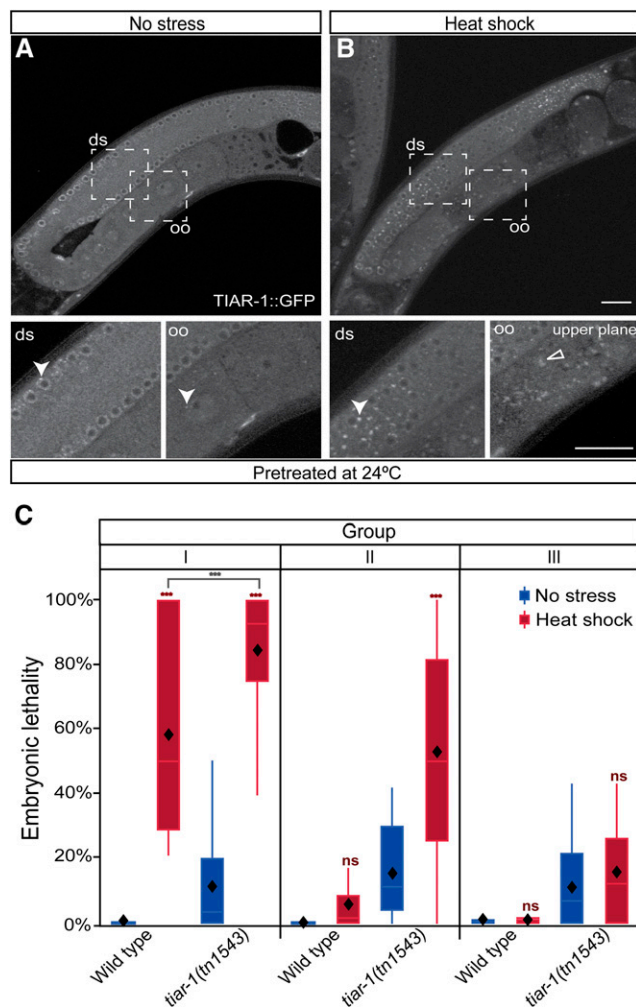 No stress
Heat shock
A
B
ds
oo
ds
oo
TIAR-1::GFP
ds
oo
ds
oo
upper plane
Pretreated at 24ºC
C
Group
I
II
III
No stress
Heat shock
Embryonic lethality
100%
80%
60%
40%
20%
0%
***
***
***
ns
***
ns
ns
Wild type
tiar-1(tn1543)
Wild type
tiar-1(tn1543)
Wild type
tiar-1(tn1543)